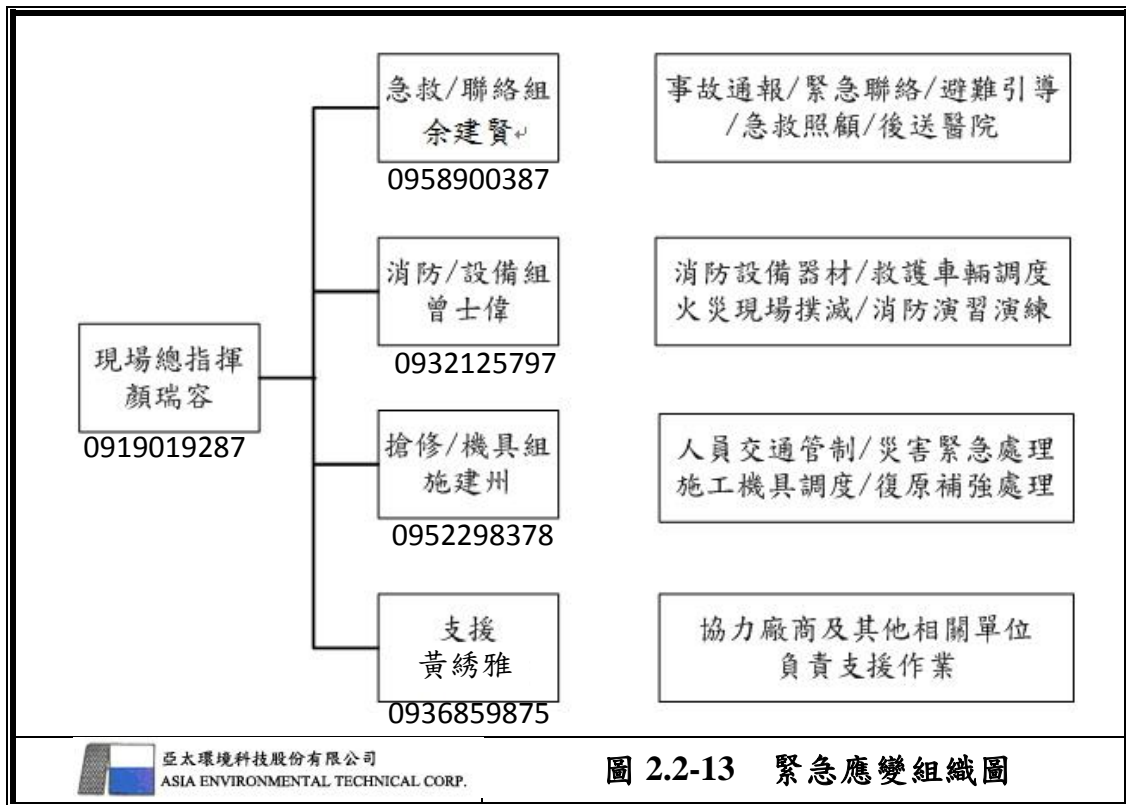 急救/聯絡組
余建賢↵
0958900387
事故通報/緊急聯絡/避難引導
/急救照顧/後送醫院
消防/設備組
曾士偉
0932125797
消防設備器材/救護車輛調度
火災現場撲滅/消防演習演練
現場總指揮
顏瑞容
0919019287
搶修/機具組
施建州
0952298378
人員交通管制/災害緊急處理
施工機具調度/復原補強處理
支援
黃綉雅
0936859875
協力廠商及其他相關單位
負責支援作業
亞太環境科技股份有限公司
ASIA ENVIRONMENTAL TECHNICAL CORP.
圖 2.2-13 緊急應變組織圖